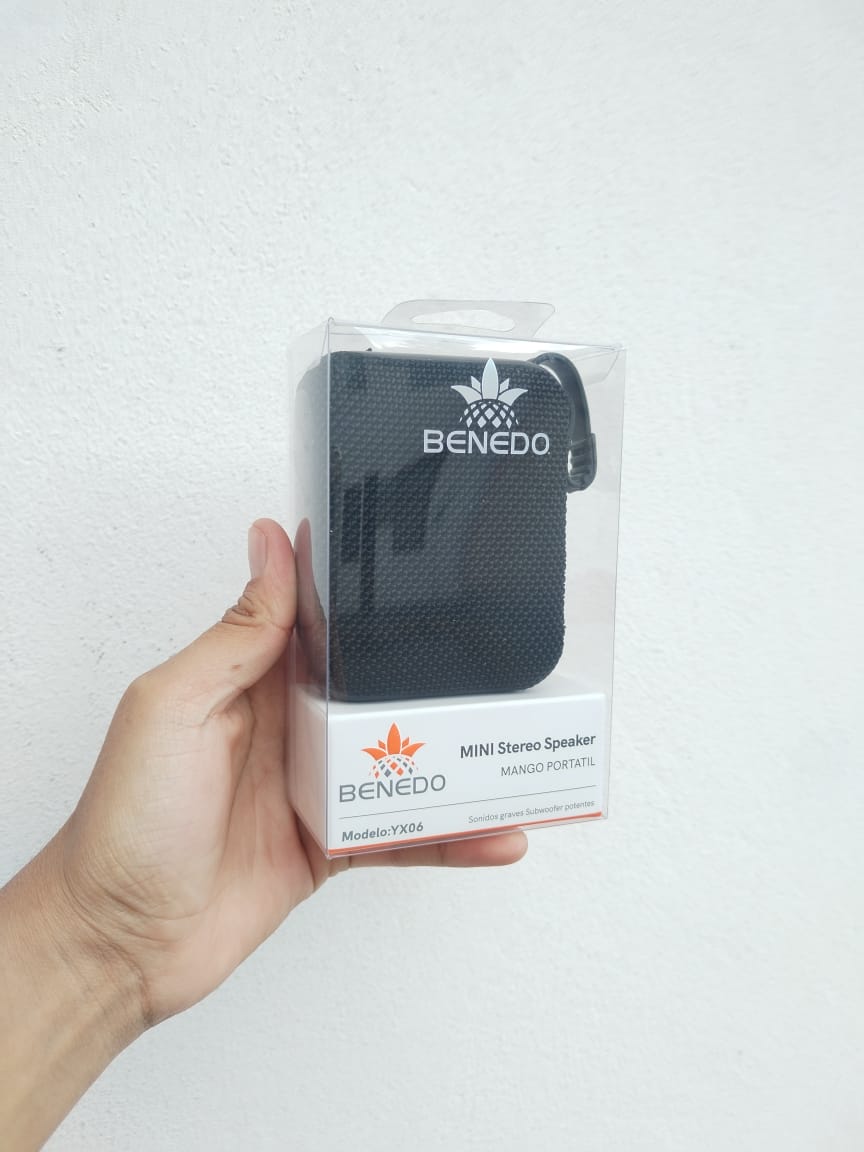 BENEDO
BENEDO
MINI Stereo Speaker
MANGO PORTATIL
Sonidos graves Subwoofer potentes
Modelo:YX06